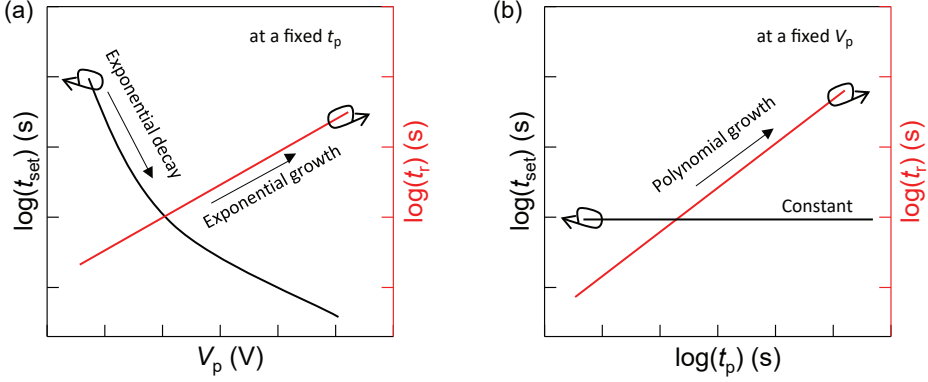 (a)
at a fixed tp
Exponential decay
Exponential growth
log(tset) (s)
log(tr) (s)
Vp (V)
(b)
at a fixed Vp
Polynomial growth
Constant
log(tset) (s)
log(tr) (s)
log(tp) (s)